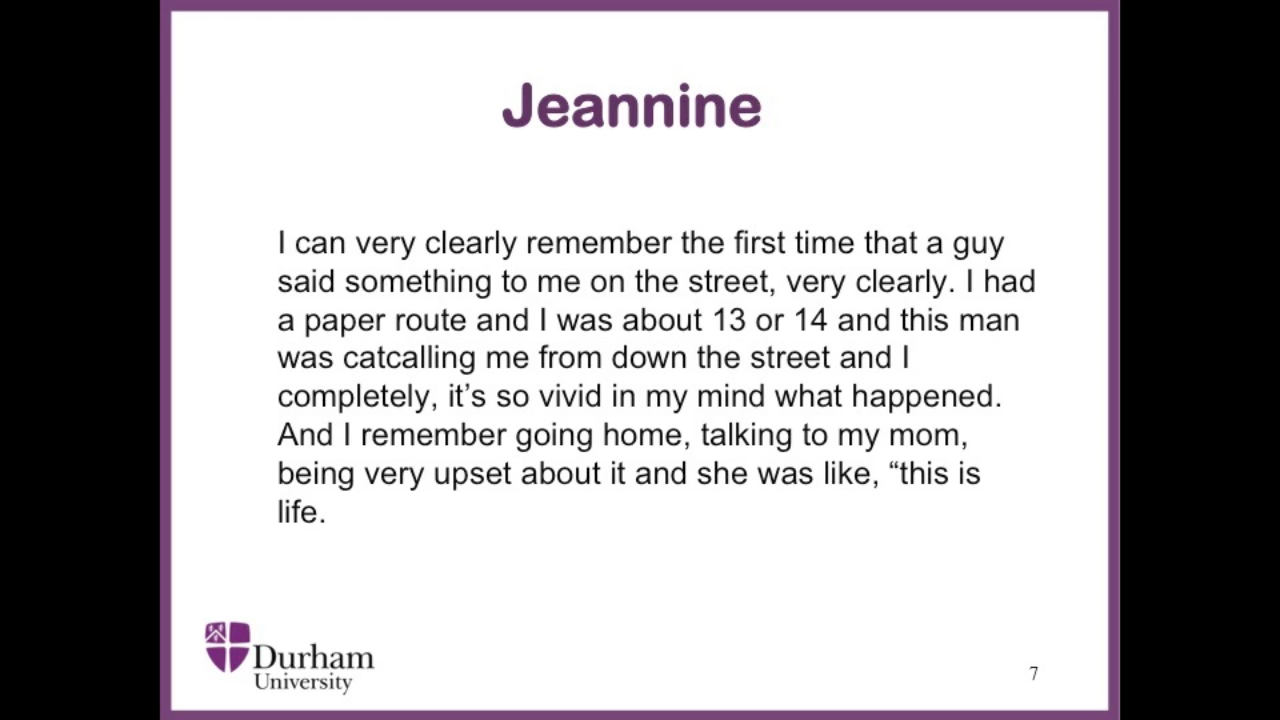 Jeannine
I can very clearly remember the first time that a guy
said something to me on the street, very clearly. I had
a paper route and I was about 13 or 14 and this man
was catcalling me from down the street and I
completely, it’s so vivid in my mind what happened.
And I remember going home, talking to my mom,
being very upset about it and she was like, “this is
life.
Durham
University
7